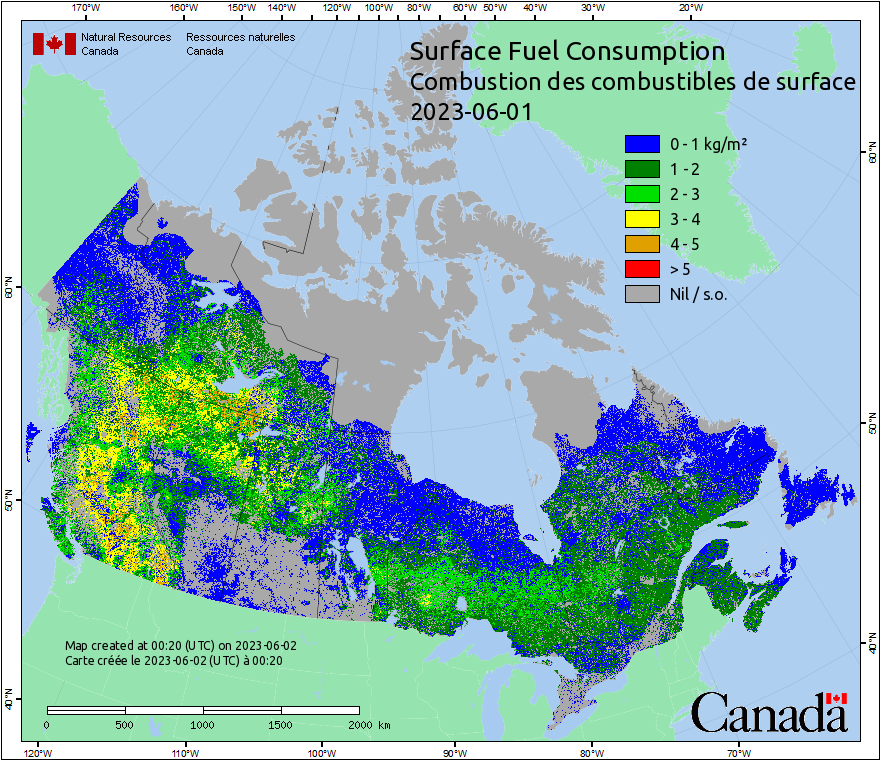 170°W 160°W 150°W 140°W 130°W 120°W 110°W 100°W 90°W 80°W 60°W 50°W 40°W 30°W 20°W
Natural Resources Ressources naturelles
Canada Canada
Surface Fuel Consumption
Combustion des combustibles de surface
2023-06-01
0 - 1 kg/m²
1 - 2
2 - 3
3 - 4
4 - 5
> 5
Nil / s.o.
60°N
50°N
40°N
60°N
50°N
40°N
Map created at 00:20 (UTC) on 2023-06-02
Carte créée le 2023-06-02 (UTC) à 00:20
0 500 1000 1500 2000 km
Canada
120°W 110°W 100°W 90°W 80°W 70°W